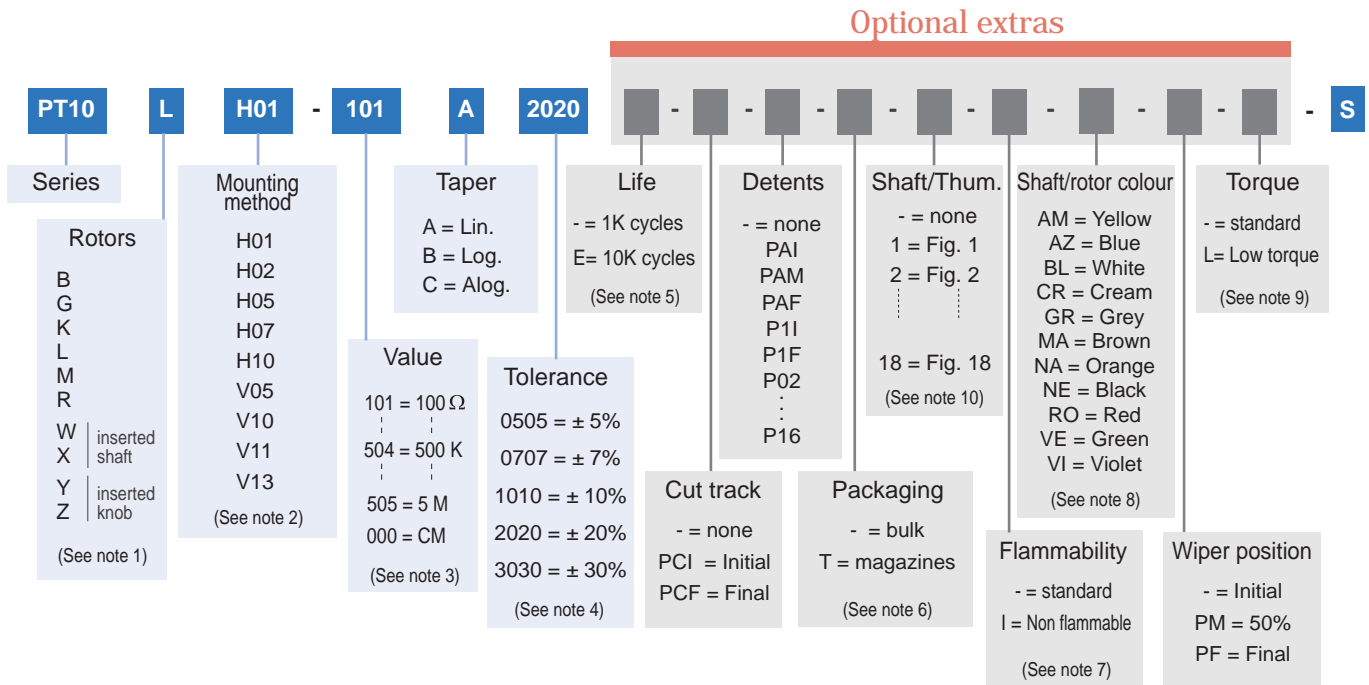 Optional extras
PT10 L H01 - 101 A 2020 - - - - - - - - - S
Series
Rotors
B
G
K
L
M
R
W
X
inserted
shaft
Y
Z
inserted
knob
(See note 1)
Mounting
method
H01
H02
H05
H07
H10
V05
V10
V11
V13
(See note 2)
Value
101 = 100 Ω
504 = 500 K
505 = 5 M
000 = CM
(See note 3)
Taper
A = Lin.
B = Log.
C = Alog.
Tolerance
0505 = ± 5%
0707 = ± 7%
1010 = ± 10%
2020 = ± 20%
3030 = ± 30%
(See note 4)
Life
- = 1K cycles
E= 10K cycles
(See note 5)
Cut track
- = none
PCI = Initial
PCF = Final
Detents
- = none
PAI
PAM
PAF
P1I
P1F
P02
:
:
P16
Packaging
- = bulk
T = magazines
(See note 6)
Shaft/Thum.
- = none
1 = Fig. 1
2 = Fig. 2
18 = Fig. 18
(See note 10)
Flammability
- = standard
I = Non flammable
(See note 7)
Shaft/rotor colour
AM = Yellow
AZ = Blue
BL = White
CR = Cream
GR = Grey
MA = Brown
NA = Orange
NE = Black
RO = Red
VE = Green
VI = Violet
(See note 8)
Wiper position
- = Initial
PM = 50%
PF = Final
Torque
- = standard
L= Low torque
(See note 9)